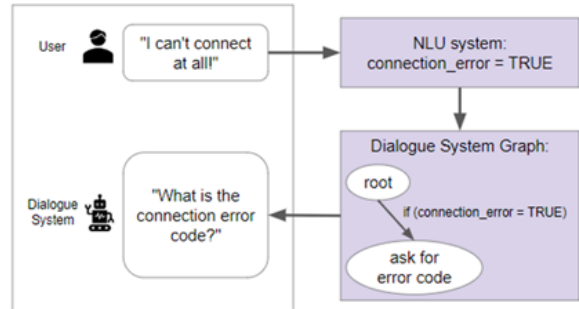 User
"I can't connect
at all!"
NLU system:
connection_error = TRUE
Dialogue System Graph:
root
if (connection_error = TRUE)
ask for
error code
Dialogue
System
"What is the
connection error
code?"